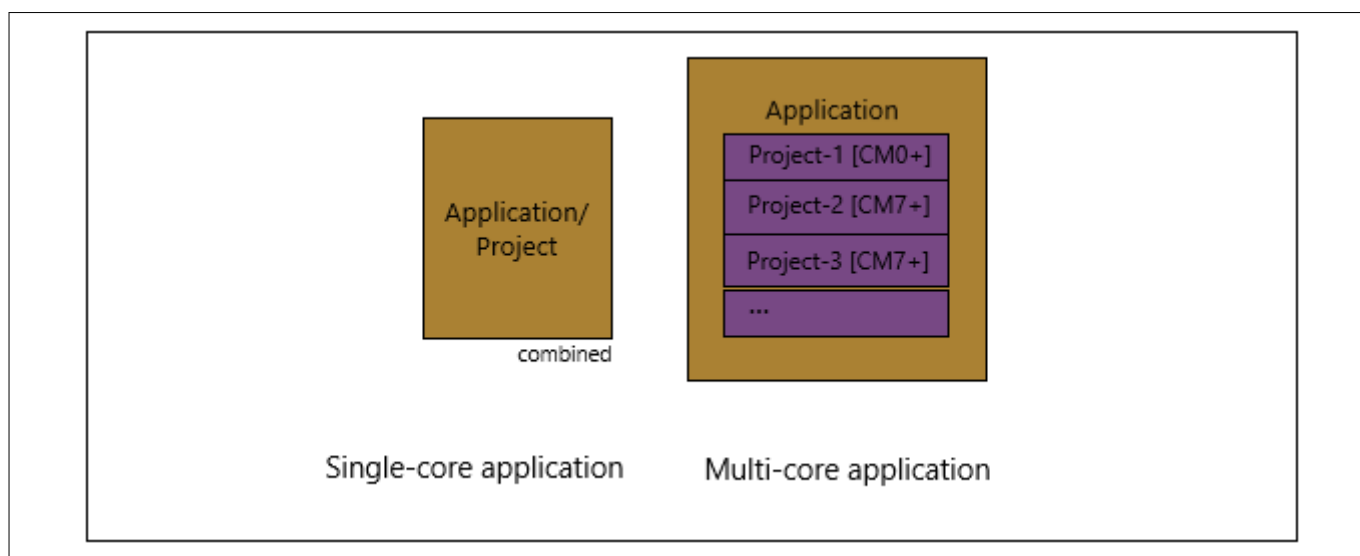 Application/
Project
combined
Single-core application
Application
Project-1 [CM0+]
Project-2 [CM7+]
Project-3 [CM7+]
...
Multi-core application